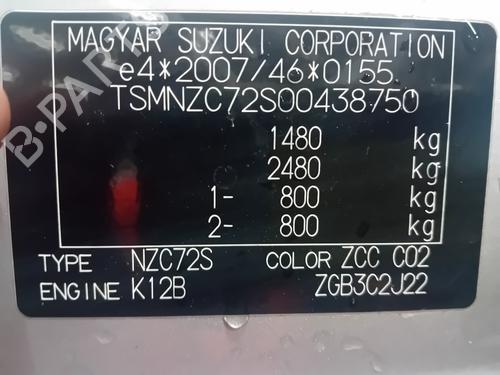 MAGYAR SUZUKI CORPORATION
e4*2007/46*0155
TSMNZC72S00438750
1480 kg
2480 kg
1- 800 kg
2- 800 kg
TYPE NZC72S COLOR ZCC C02
ENGINE K12B ZGB3C2J22
B-PARTS